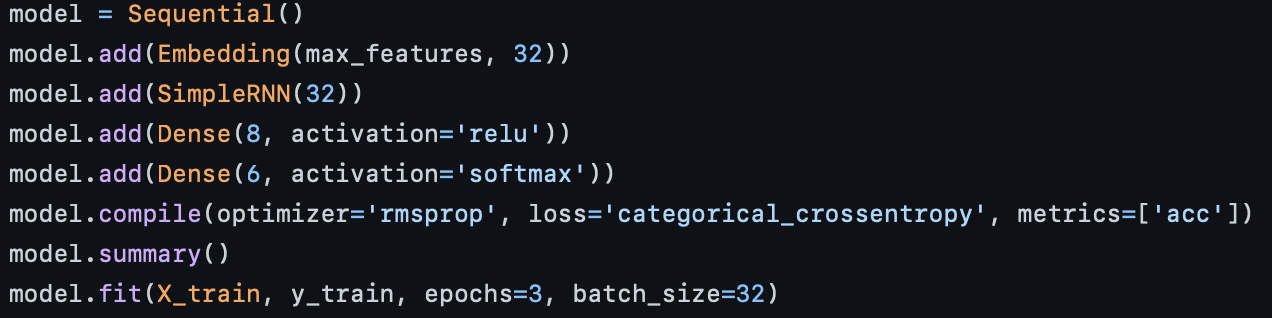 model = Sequential()
model.add(Embedding(max_features, 32))
model.add(SimpleRNN(32))
model.add(Dense(8, activation='relu'))
model.add(Dense(6, activation='softmax'))
model.compile(optimizer='rmsprop', loss='categorical_crossentropy', metrics=['acc'])
model.summary()
model.fit(X_train, y_train, epochs=3, batch_size=32)